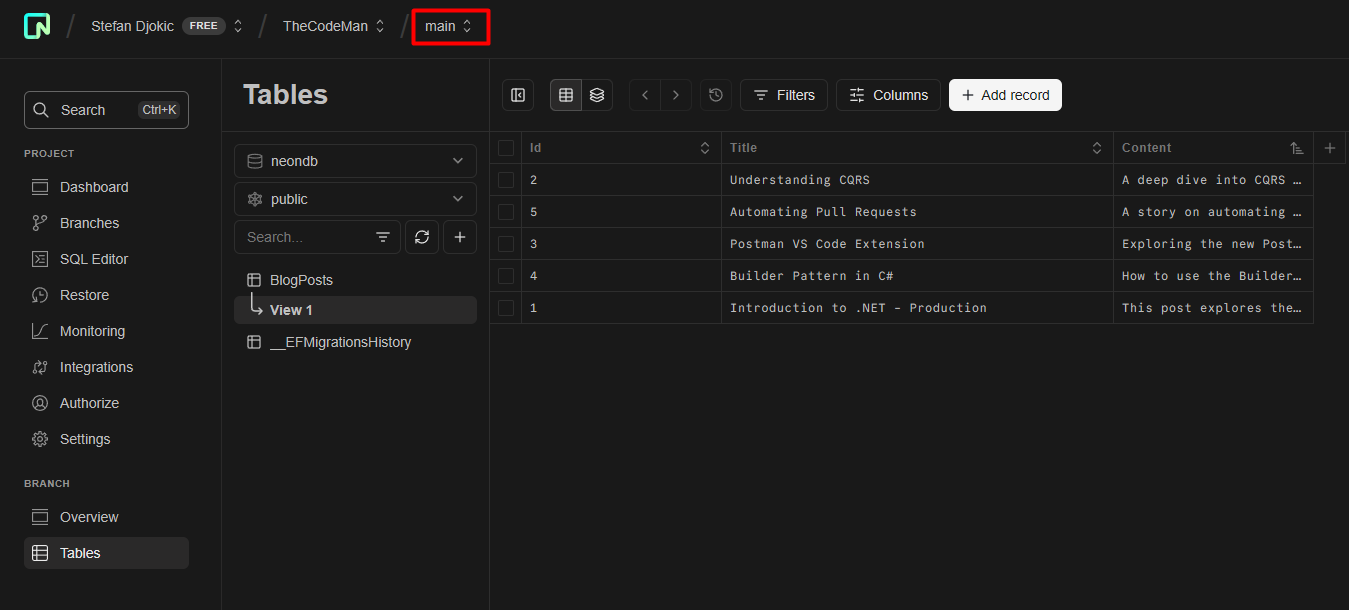 Stefan Djokic FREE / TheCodeMan / main
Search Ctrl+K
PROJECT
Dashboard
Branches
SQL Editor
Restore
Monitoring
Integrations
Authorize
Settings
BRANCH
Overview
Tables
Tables
neondb
public
Search...
BlogPosts
View 1
__EFMigrationsHistory
Filters Columns + Add record
Id Title Content
2 Understanding CQRS A deep dive into CQRS …
5 Automating Pull Requests A story on automating …
3 Postman VS Code Extension Exploring the new Post…
4 Builder Pattern in C# How to use the Builder…
1 Introduction to .NET - Production This post explores the…